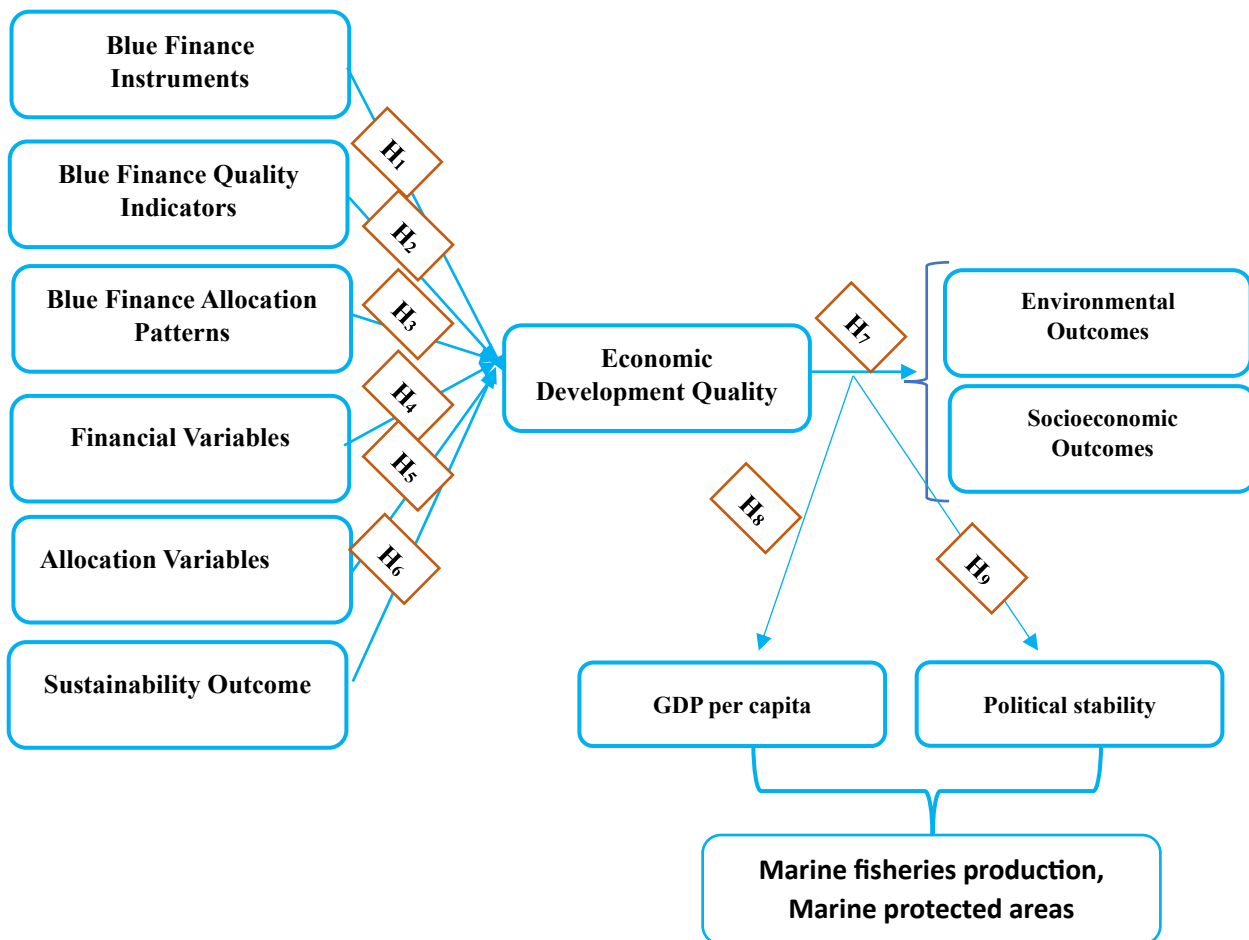 Blue Finance
Instruments
H₁
Blue Finance Quality
Indicators
H₂
Blue Finance Allocation
Patterns
H₃
Financial Variables
H₄
Allocation Variables
H₅
Sustainability Outcome
H₆
Economic
Development Quality
H₇
Environmental
Outcomes
Socioeconomic
Outcomes
H₈
H₉
GDP per capita
Political stability
Marine fisheries production,
Marine protected areas